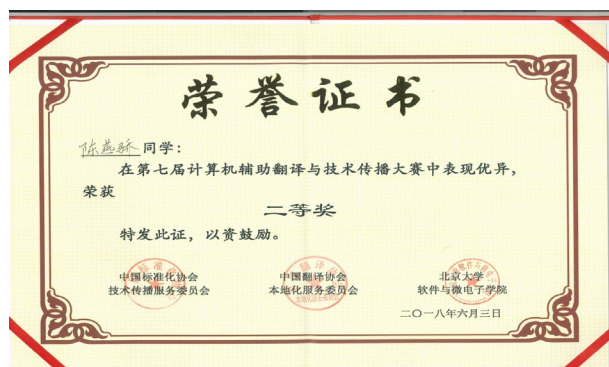 荣誉证书
陈燕骄 同学：
在第七届计算机辅助翻译与技术传播大赛中表现优异，
荣获
二等奖
特发此证，以资鼓励。
中国标准化协会 中国翻译协会 北京大学
技术传播服务委员会 本地化服务委员会 软件与微电子学院
二〇一八年六月三日